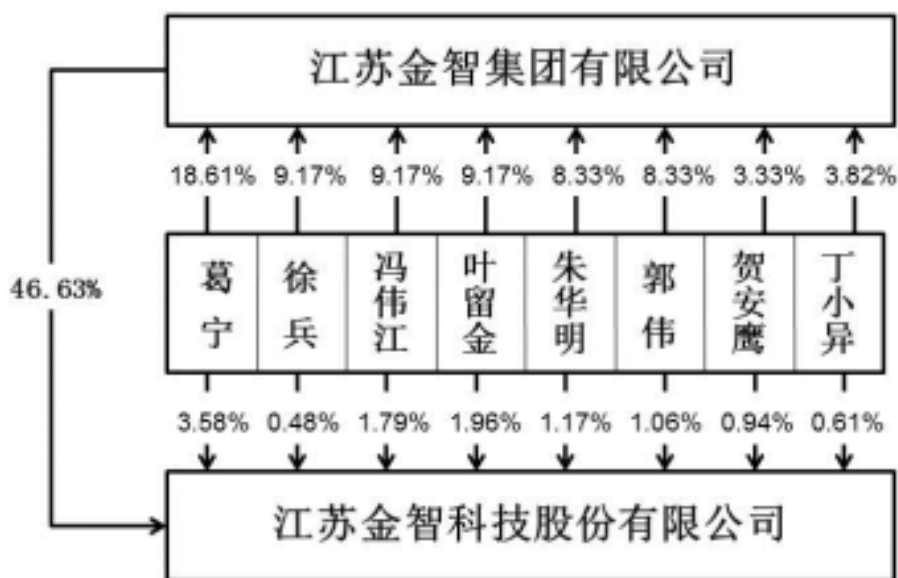 江苏金智集团有限公司
18.61% 9.17% 9.17% 9.17% 8.33% 8.33% 3.33% 3.82%
46.63%
葛宁 徐兵 冯伟江 叶留金 朱华明 郭伟 贺安鹰 丁小异
3.58% 0.48% 1.79% 1.96% 1.17% 1.06% 0.94% 0.61%
江苏金智科技股份有限公司